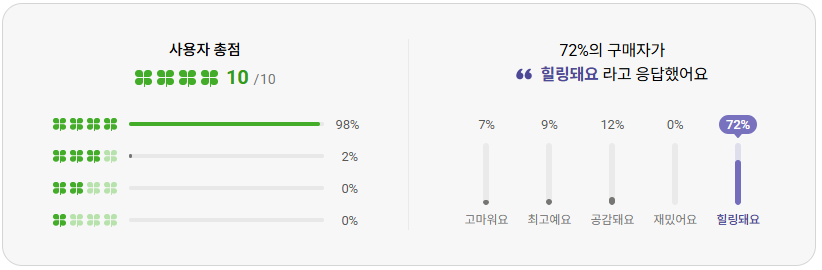 사용자 총점
10 /10
98%
2%
0%
0%
72%의 구매자가
❝ 힐링돼요 라고 응답했어요
7% 9% 12% 0% 72%
고마워요 최고예요 공감돼요 재밌어요 힐링돼요